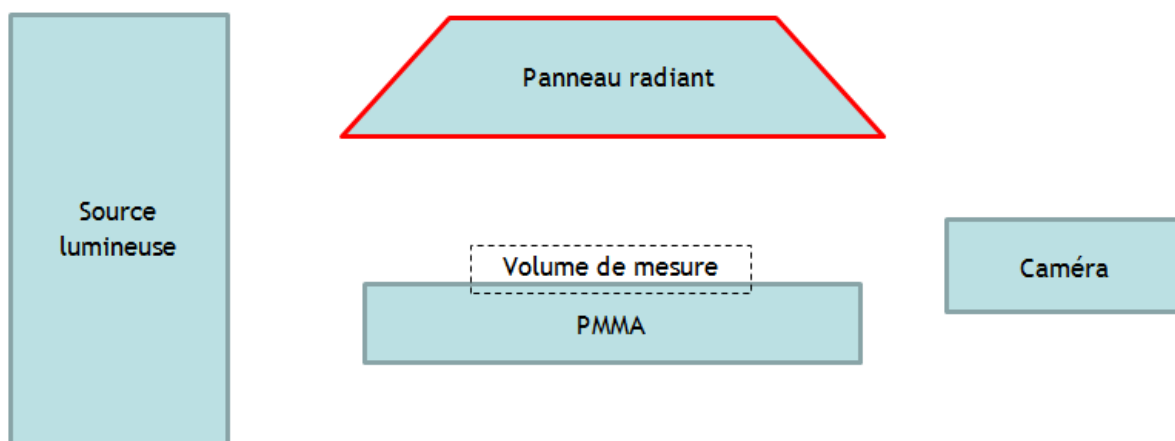 Panneau radiant
Source
lumineuse
Volume de mesure
Caméra
PMMA